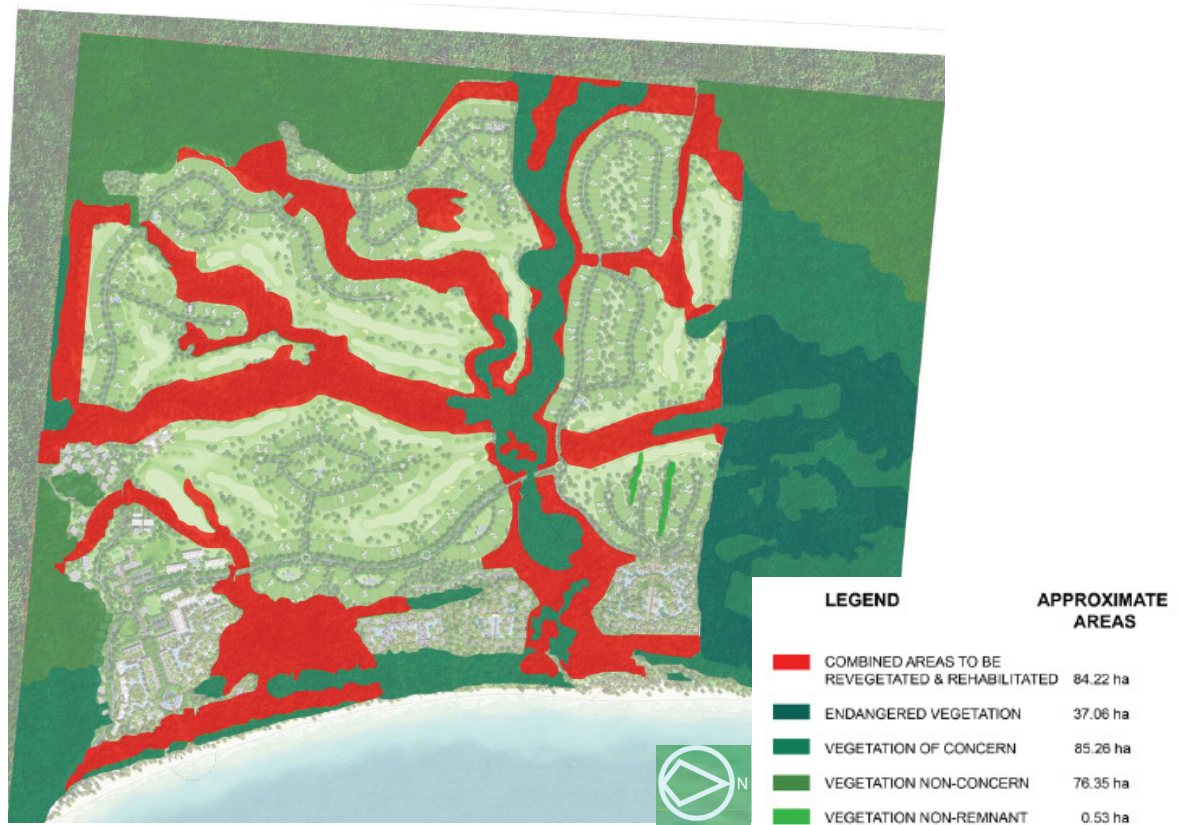 LEGEND APPROXIMATE
AREAS
COMBINED AREAS TO BE
REVEGETATED & REHABILITATED 84.22 ha
ENDANGERED VEGETATION 37.06 ha
VEGETATION OF CONCERN 85.26 ha
VEGETATION NON-CONCERN 76.35 ha
VEGETATION NON-REMNANT 0.53 ha
N